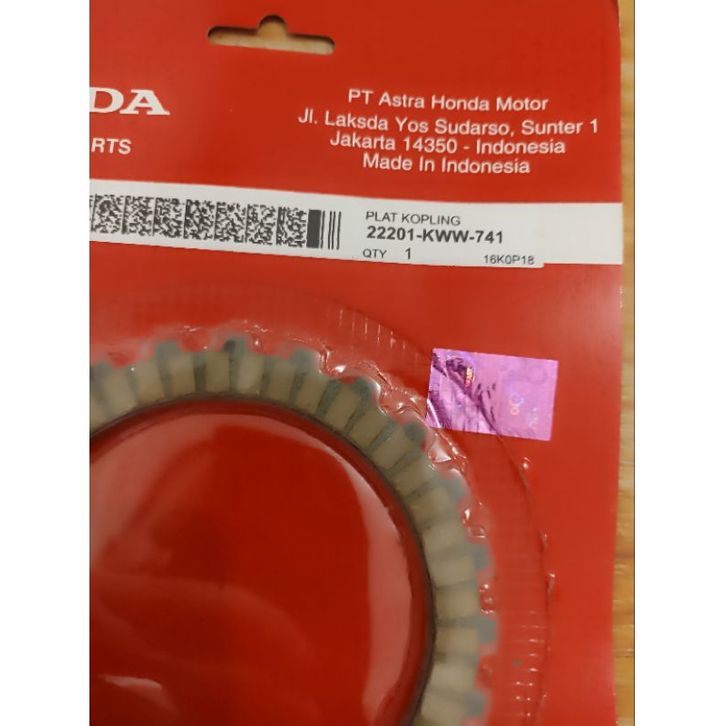 DA
RTS
PT Astra Honda Motor
Jl. Laksda Yos Sudarso, Sunter 1
Jakarta 14350 - Indonesia
Made In Indonesia
PLAT KOPLING
22201-KWW-741
QTY 1 16K0P18